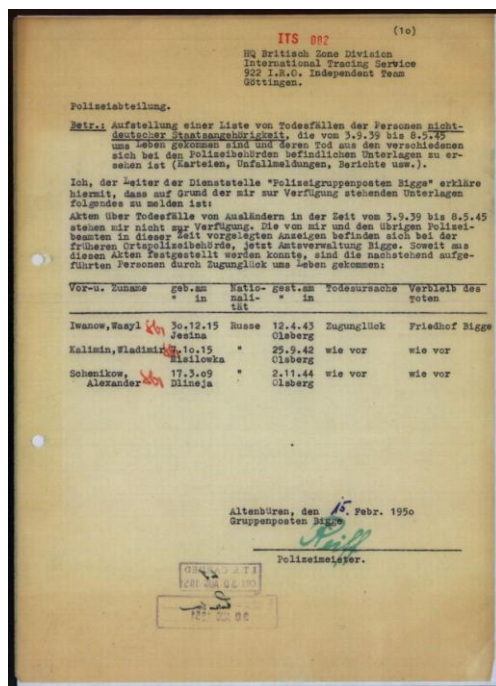 (1o)
ITS 002
HQ Britisch Zone Division
International Tracing Service
922 I.R.O. Independent Team
Göttingen.
Polizeiabteilung.
Betr.: Aufstellung einer Liste von Todesfällen der Personen nicht-
deutscher Staatsangehörigkeit, die vom 3.9.39 bis 8.5.45
ums Leben gekommen sind und deren Tod aus den verschiedenen
sich bei den Polizeibehörden befindlichen Unterlagen zu er-
sehen ist (Karteien, Unfallmeldungen, Berichte usw.).
Ich, der Leiter der Dienststelle "Polizeigruppenposten Bigge" erkläre
hiermit, dass auf Grund der mir zur Verfügung stehenden Unterlagen
folgendes zu melden ist:
Akten über Todesfälle von Ausländern in der Zeit vom 3.9.39 bis 8.5.45
stehen mir nicht zur Verfügung. Die von mir und den übrigen Polizei-
beamten in dieser Zeit vorgelegten Anzeigen befinden sich bei der
früheren Ortspolizeibehörde, jetzt Amtsverwaltung Bigge. Soweit aus
diesen Akten festgestellt werden konnte, sind die nachstehend aufge-
führten Personen durch Zugunglück ums Leben gekommen:
Vor-u. Zuname geb.am Natio- gest.am Todesursache Verbleib des
" in nali- " in Toten
tät
Iwanow,Wasyl 3o.12.15 Russe 12.4.43 Zugunglück Friedhof Bigge
Jesina Olsberg
Kalimin,Wladimir .1o.15 " 25.9.42 wie vor wie vor
Olsberg
Schenikow, 17.3.o9 " 2.11.44 wie vor wie vor
Alexander Dlineja Olsberg
Altenbüren, den 15. Febr. 195o
Gruppenposten Bigge
Reiff
Polizeimeister.